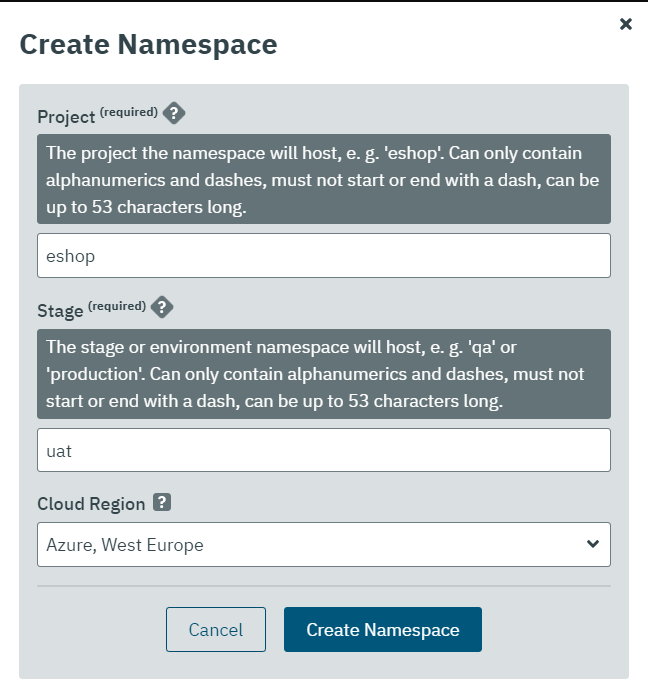 Create Namespace
Project (required) ?
The project the namespace will host, e. g. 'eshop'. Can only contain
alphanumerics and dashes, must not start or end with a dash, can be
up to 53 characters long.
eshop
Stage (required) ?
The stage or environment namespace will host, e. g. 'qa' or
'production'. Can only contain alphanumerics and dashes, must not
start or end with a dash, can be up to 53 characters long.
uat
Cloud Region ?
Azure, West Europe
Cancel Create Namespace